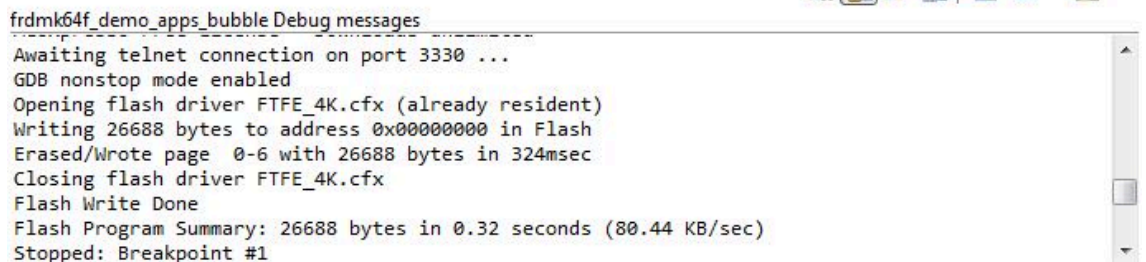 frdmk64f_demo_apps_bubble Debug messages
Awaiting telnet connection on port 3330 ...
GDB nonstop mode enabled
Opening flash driver FTFE_4K.cfx (already resident)
Writing 26688 bytes to address 0x00000000 in Flash
Erased/Wrote page  0-6 with 26688 bytes in 324msec
Closing flash driver FTFE_4K.cfx
Flash Write Done
Flash Program Summary: 26688 bytes in 0.32 seconds (80.44 KB/sec)
Stopped: Breakpoint #1